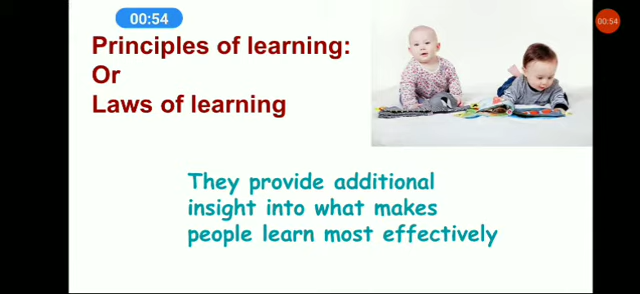 00:54
00:54
Principles of learning:
Or
Laws of learning
They provide additional
insight into what makes
people learn most effectively